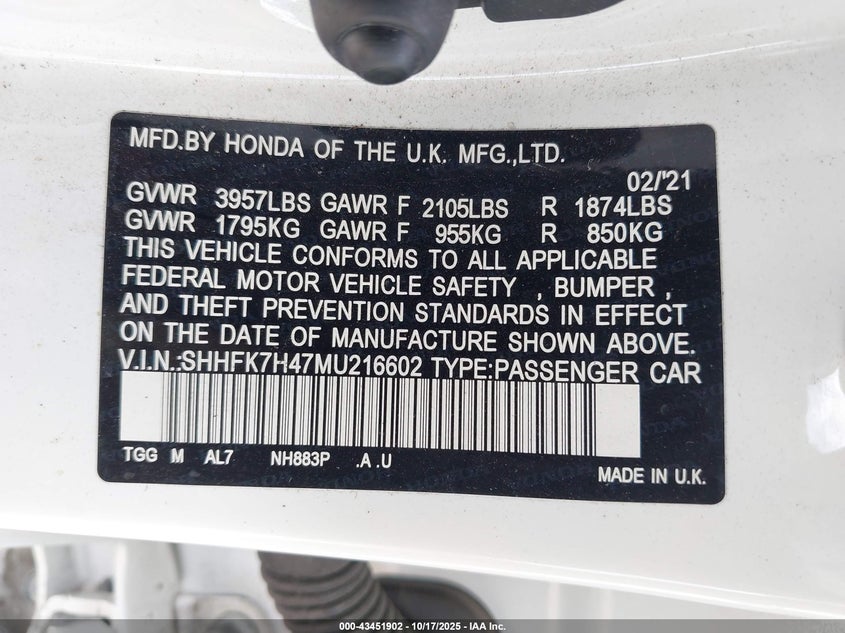 MFD.BY HONDA OF THE U.K. MFG.,LTD.
02/'21
GVWR 3957LBS GAWR F 2105LBS R 1874LBS
GVWR 1795KG GAWR F 955KG R 850KG
THIS VEHICLE CONFORMS TO ALL APPLICABLE
FEDERAL MOTOR VEHICLE SAFETY , BUMPER ,
AND THEFT PREVENTION STANDARDS IN EFFECT
ON THE DATE OF MANUFACTURE SHOWN ABOVE.
V.I.N.:SHHFK7H47MU216602 TYPE:PASSENGER CAR
TGG M AL7 NH883P .A .U
MADE IN U.K.
000-43451902 | 10/17/2025 - IAA Inc.